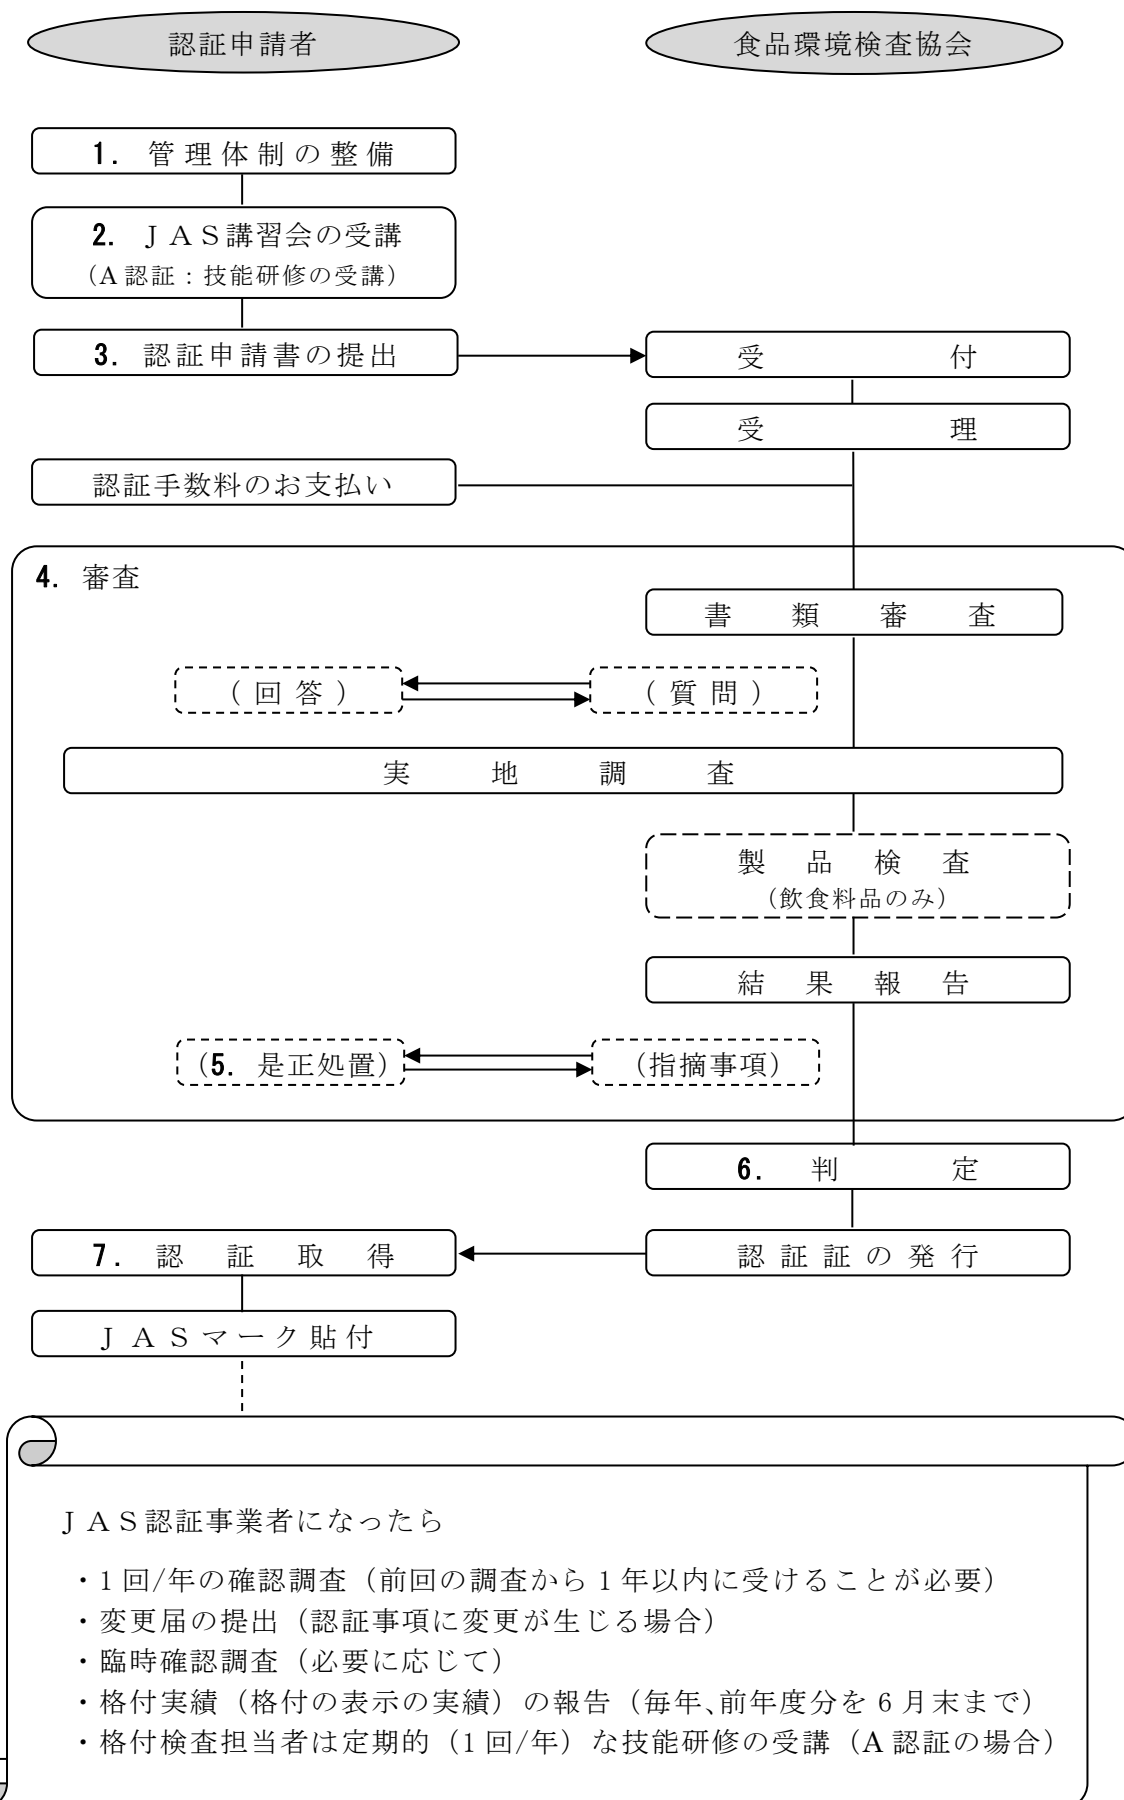 認証申請者
食品環境検査協会
1. 管理体制の整備
2. ＪＡＳ講習会の受講
（A認証：技能研修の受講）
3. 認証申請書の提出
受付
受理
認証手数料のお支払い
4. 審査
書類審査
（回答）
（質問）
実地調査
製品検査
（飲食料品のみ）
結果報告
（5. 是正処置）
（指摘事項）
6. 判定
7. 認証取得
認証証の発行
ＪＡＳマーク貼付
ＪＡＳ認証事業者になったら
・1回/年の確認調査（前回の調査から1年以内に受けることが必要）
・変更届の提出（認証事項に変更が生じる場合）
・臨時確認調査（必要に応じて）
・格付実績（格付の表示の実績）の報告（毎年、前年度分を6月末まで）
・格付検査担当者は定期的（1回/年）な技能研修の受講（A認証の場合）